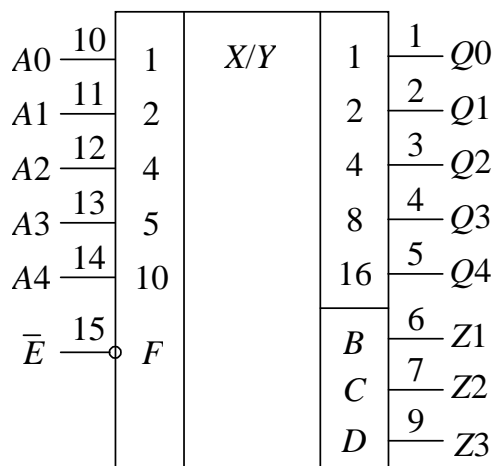 A0 10 1 X/Y 1 1 Q0
A1 11 2 2 2 Q1
A2 12 4 4 3 Q2
A3 13 5 8 4 Q3
A4 14 10 16 5 Q4
E̅ 15 F B 6 Z1
C 7 Z2
D 9 Z3